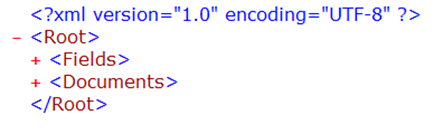 <?xml version="1.0" encoding="UTF-8" ?>
- <Root>
+ <Fields>
+ <Documents>
</Root>